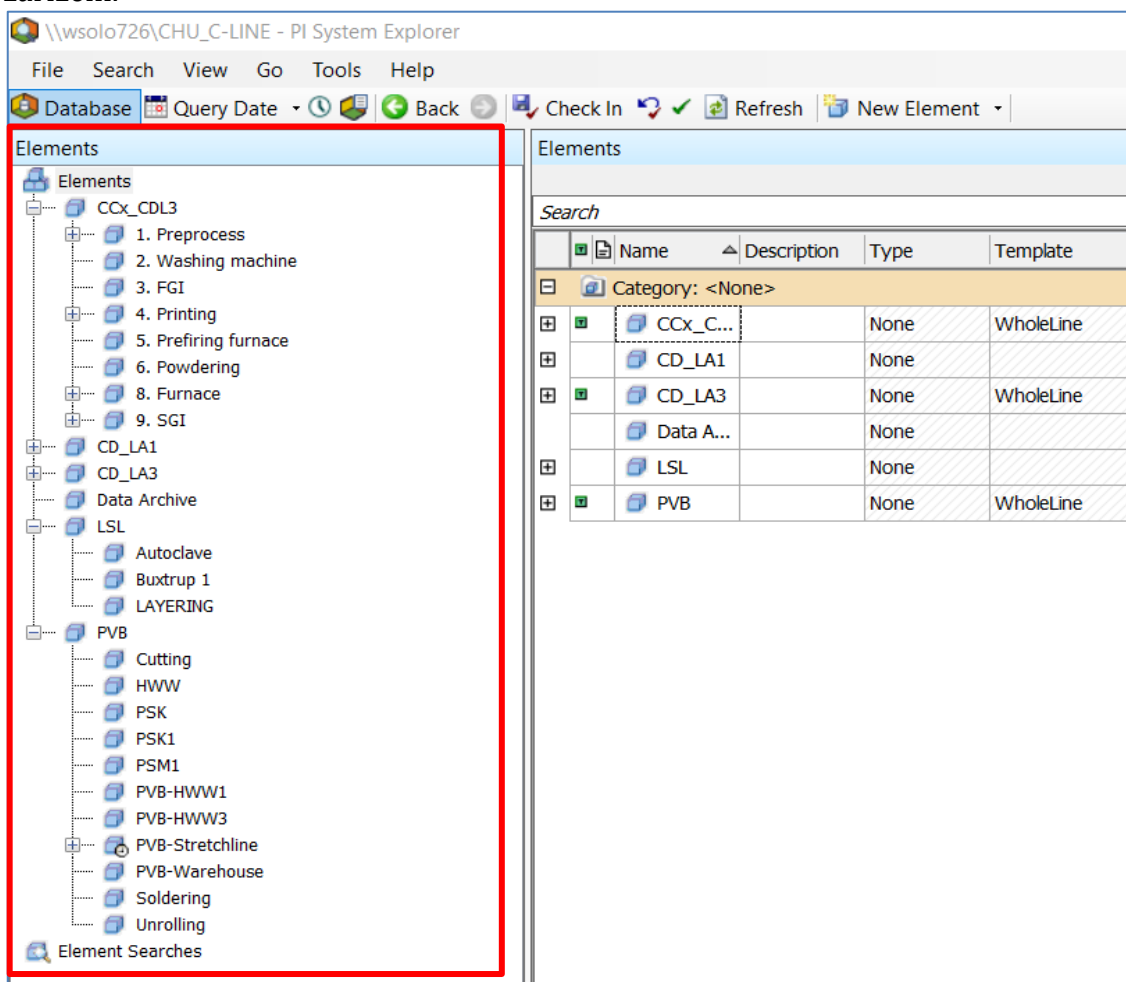 \\wsolo726\CHU_C-LINE - PI System Explorer
File Search View Go Tools Help
Database Query Date Back Check In Refresh New Element
Elements
Elements
CCx_CDL3
1. Preprocess
2. Washing machine
3. FGI
4. Printing
5. Prefiring furnace
6. Powdering
8. Furnace
9. SGI
CD_LA1
CD_LA3
Data Archive
LSL
Autoclave
Buxtrup 1
LAYERING
PVB
Cutting
HWW
PSK
PSK1
PSM1
PVB-HWW1
PVB-HWW3
PVB-Stretchline
PVB-Warehouse
Soldering
Unrolling
Element Searches
Elements
Search
Name Description Type Template
Category: <None>
CCx_C... None WholeLine
CD_LA1 None
CD_LA3 None WholeLine
Data A... None
LSL None
PVB None WholeLine